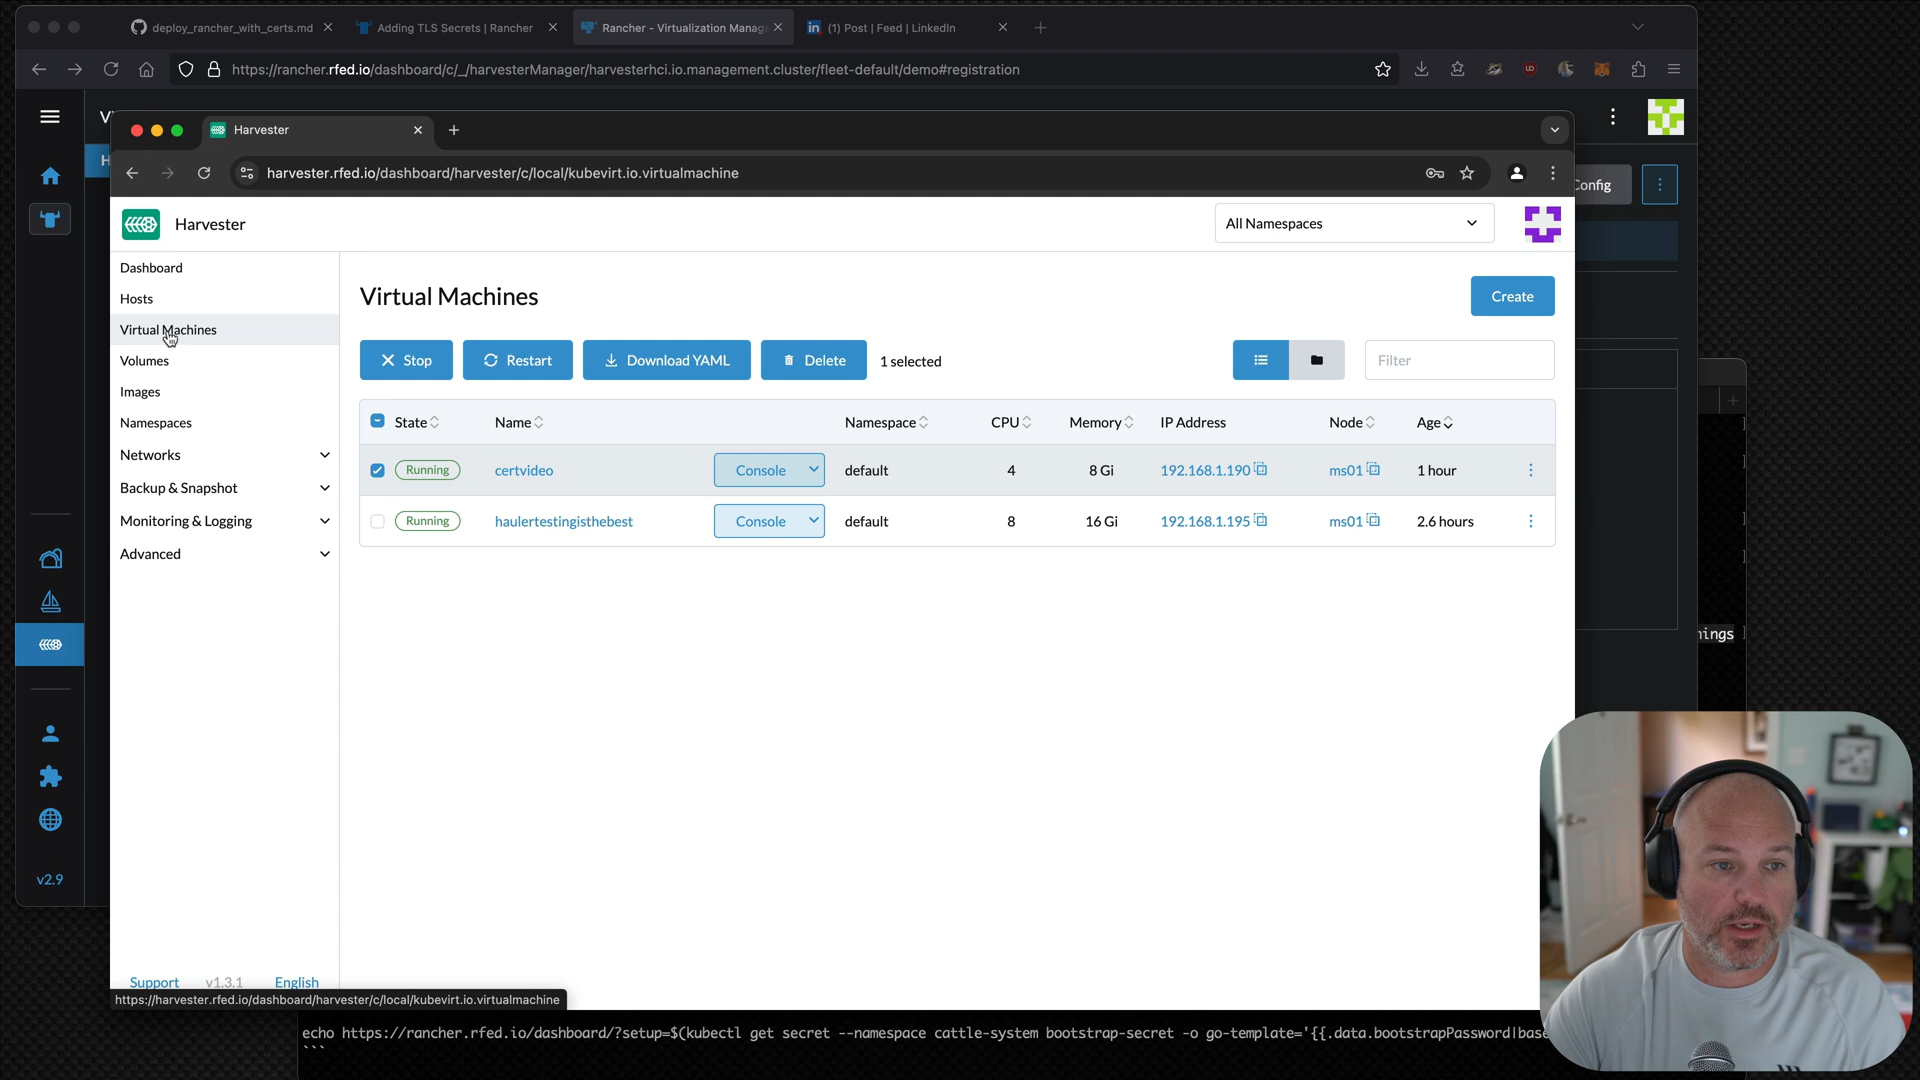 deploy_rancher_with_certs.md
Adding TLS Secrets | Rancher
Rancher - Virtualization Manag
(1) Post | Feed | LinkedIn
https://rancher.rfed.io/dashboard/c/_/harvesterManager/harvesterhci.io.management.cluster/fleet-default/demo#registration
Harvester
harvester.rfed.io/dashboard/harvester/c/local/kubevirt.io.virtualmachine
Config
Harvester
All Namespaces
Dashboard
Hosts
Virtual Machines
Volumes
Images
Namespaces
Networks
Backup & Snapshot
Monitoring & Logging
Advanced
Virtual Machines
Create
Stop
Restart
Download YAML
Delete
1 selected
Filter
State Name Namespace CPU Memory IP Address Node Age
Running certvideo Console default 4 8 Gi 192.168.1.190 ms01 1 hour
Running haulertestingisthebest Console default 8 16 Gi 192.168.1.195 ms01 2.6 hours
v2.9
Support v1.3.1 English
https://harvester.rfed.io/dashboard/harvester/c/local/kubevirt.io.virtualmachine
echo https://rancher.rfed.io/dashboard/?setup=$(kubectl get secret --namespace cattle-system bootstrap-secret -o go-template='{{.data.bootstrapPassword|base
```